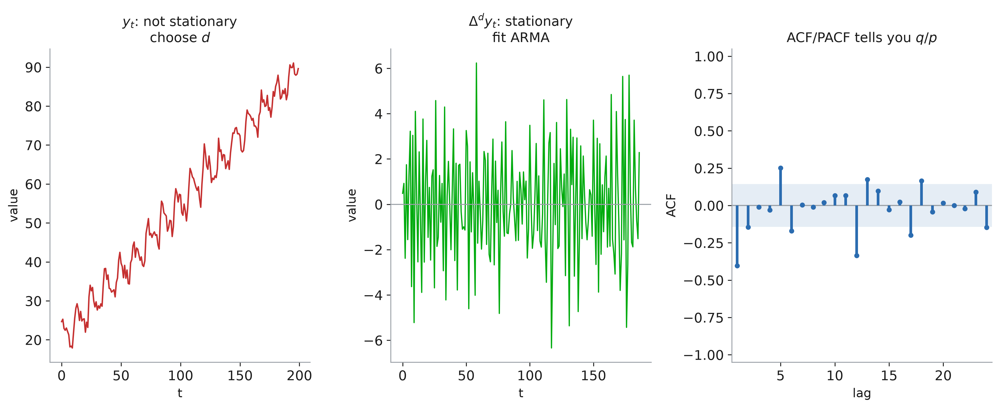 y_t: not stationary
choose d
90
80
70
60
50
40
30
20
value
0 50 100 150 200
t
Δ^d y_t: stationary
fit ARMA
6
4
2
0
−2
−4
−6
value
0 50 100 150
t
ACF/PACF tells you q/p
1.00
0.75
0.50
0.25
0.00
−0.25
−0.50
−0.75
−1.00
ACF
5 10 15 20
lag